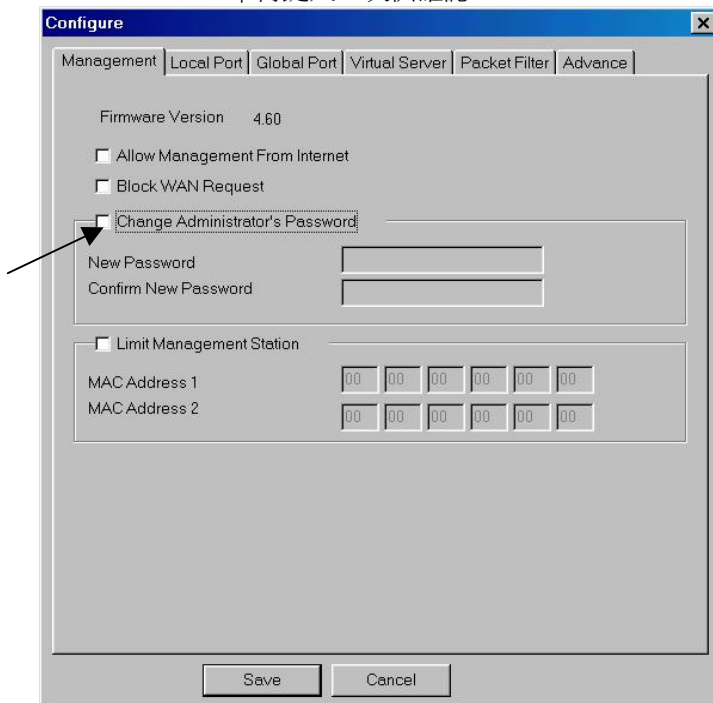 Configure
Management Local Port Global Port Virtual Server Packet Filter Advance
Firmware Version 4.60
Allow Management From Internet
Block WAN Request
Change Administrator's Password
New Password
Confirm New Password
Limit Management Station
MAC Address 1 00 00 00 00 00 00
MAC Address 2 00 00 00 00 00 00
Save Cancel